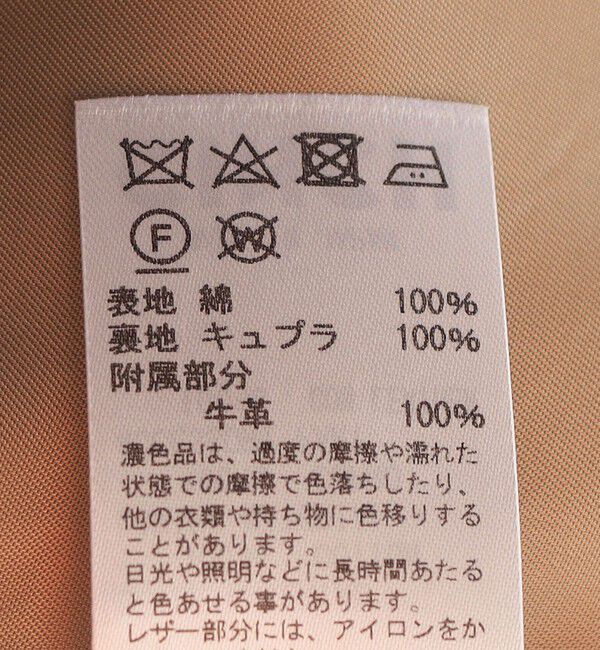 F W
表地 綿 100%
裏地 キュプラ 100%
附属部分
牛革 100%
濃色品は、過度の摩擦や濡れた
状態での摩擦で色落ちしたり、
他の衣類や持ち物に色移りする
ことがあります。
日光や照明などに長時間あたる
と色あせる事があります。
レザー部分には、アイロンをか